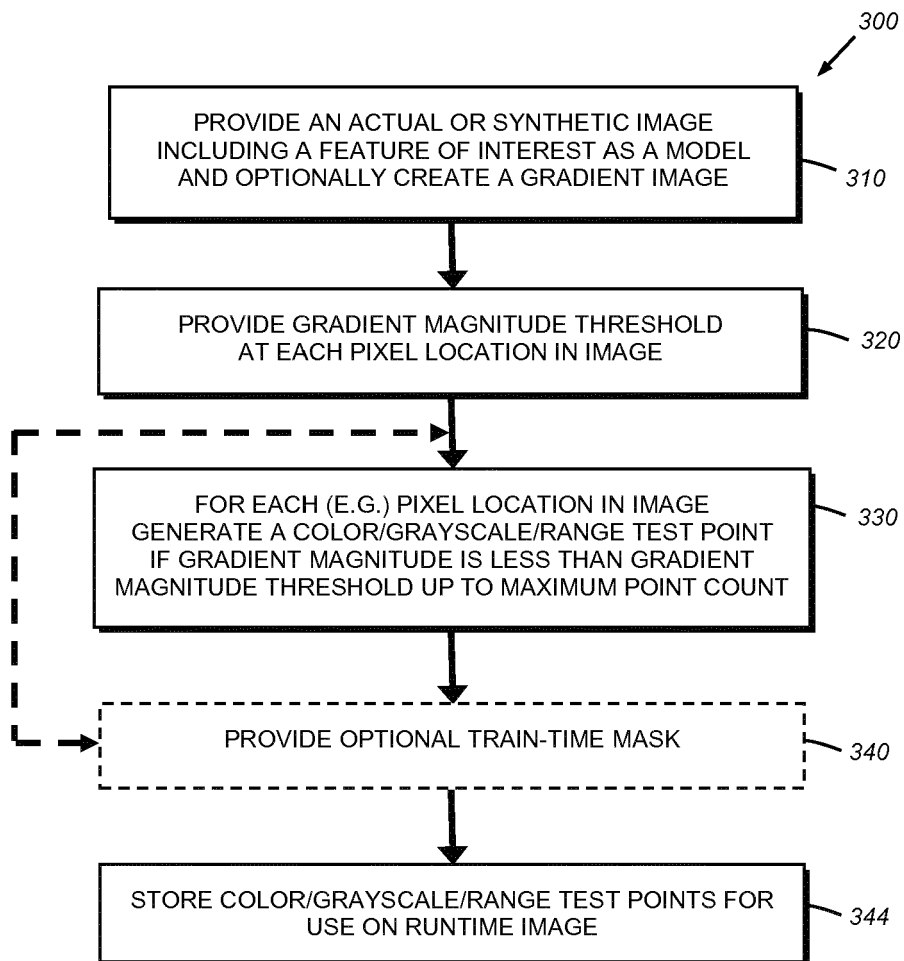 300
PROVIDE AN ACTUAL OR SYNTHETIC IMAGE
INCLUDING A FEATURE OF INTEREST AS A MODEL
AND OPTIONALLY CREATE A GRADIENT IMAGE
310
PROVIDE GRADIENT MAGNITUDE THRESHOLD
AT EACH PIXEL LOCATION IN IMAGE
320
FOR EACH (E.G.) PIXEL LOCATION IN IMAGE
GENERATE A COLOR/GRAYSCALE/RANGE TEST POINT
IF GRADIENT MAGNITUDE IS LESS THAN GRADIENT
MAGNITUDE THRESHOLD UP TO MAXIMUM POINT COUNT
330
PROVIDE OPTIONAL TRAIN-TIME MASK
340
STORE COLOR/GRAYSCALE/RANGE TEST POINTS FOR
USE ON RUNTIME IMAGE
344